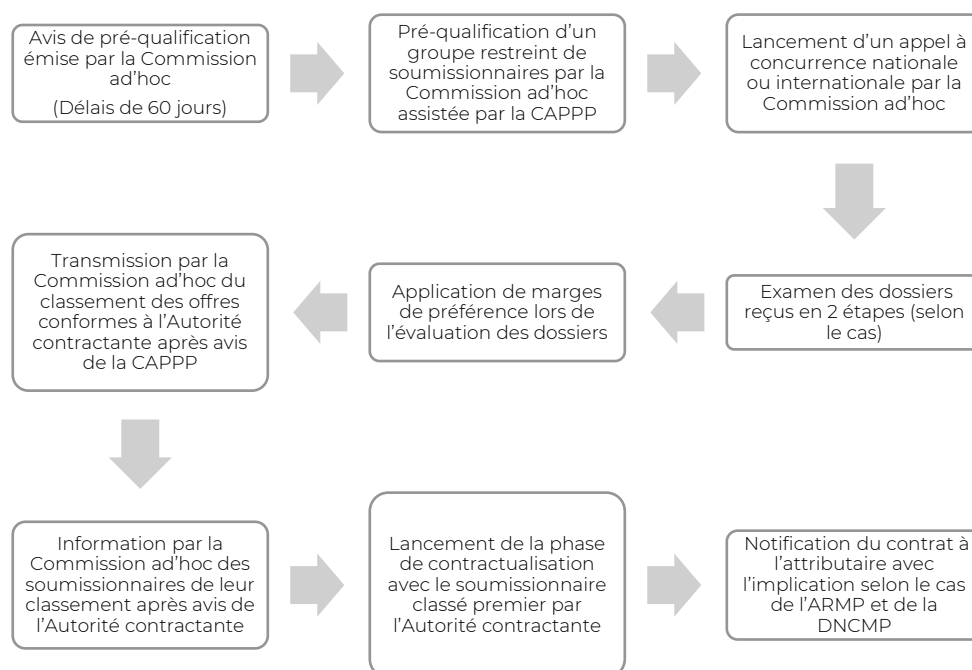 Avis de pré-qualification
émise par la Commission
ad'hoc
(Délais de 60 jours)
Pré-qualification d'un
groupe restreint de
soumissionnaires par la
Commission ad'hoc
assistée par la CAPPP
Lancement d'un appel à
concurrence nationale
ou internationale par la
Commission ad'hoc
Examen des dossiers
reçus en 2 étapes (selon
le cas)
Application de marges
de préférence lors de
l'évaluation des dossiers
Transmission par la
Commission ad'hoc du
classement des offres
conformes à l'Autorité
contractante après avis
de la CAPPP
Information par la
Commission ad'hoc des
soumissionnaires de leur
classement après avis de
l'Autorité contractante
Lancement de la phase
de contractualisation
avec le soumissionnaire
classé premier par
l'Autorité contractante
Notification du contrat à
l'attributaire avec
l'implication selon le cas
de l'ARMP et de la
DNCMP